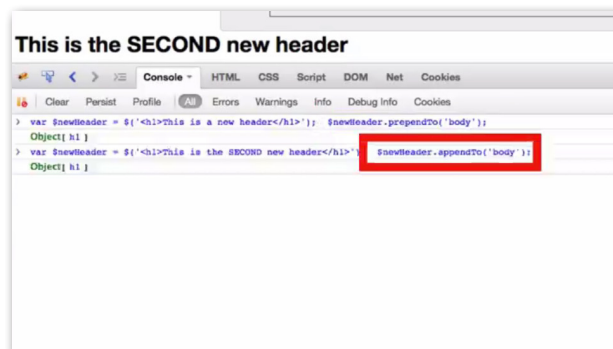 This is the SECOND new header
Console HTML CSS Script DOM Net Cookies
Clear Persist Profile All Errors Warnings Info Debug Info Cookies
> var $newHeader = $('<h1>This is a new header</h1>'); $newHeader.prependTo('body');
Object[ h1 ]
> var $newHeader = $('<h1>This is the SECOND new header</h1>') $newHeader.appendTo('body');
Object[ h1 ]